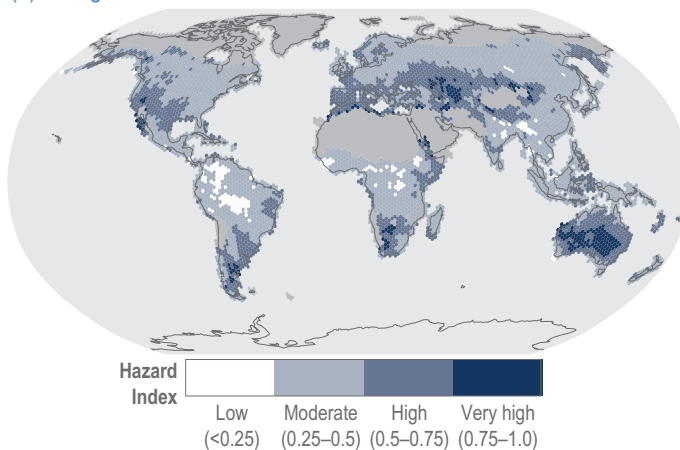 Hazard
Index
Low
(<0.25)
Moderate
(0.25–0.5)
High
(0.5–0.75)
Very high
(0.75–1.0)